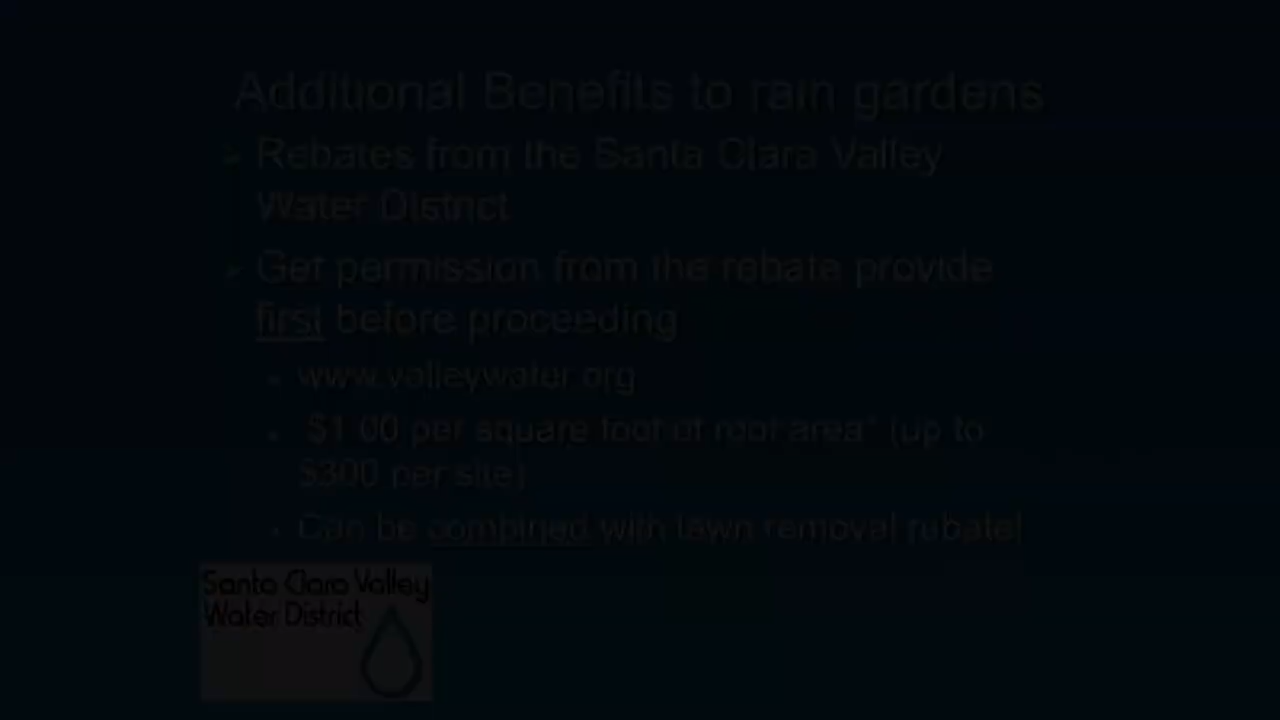 Additional Benefits to rain gardens
Rebates from the Santa Clara Valley
Water District
Get permission from the rebate provide
first before proceeding
www.valleywater.org
$1.00 per square foot of roof area* (up to
$300 per site)
Can be combined with lawn removal rubate!
Santa Clara Valley
Water District